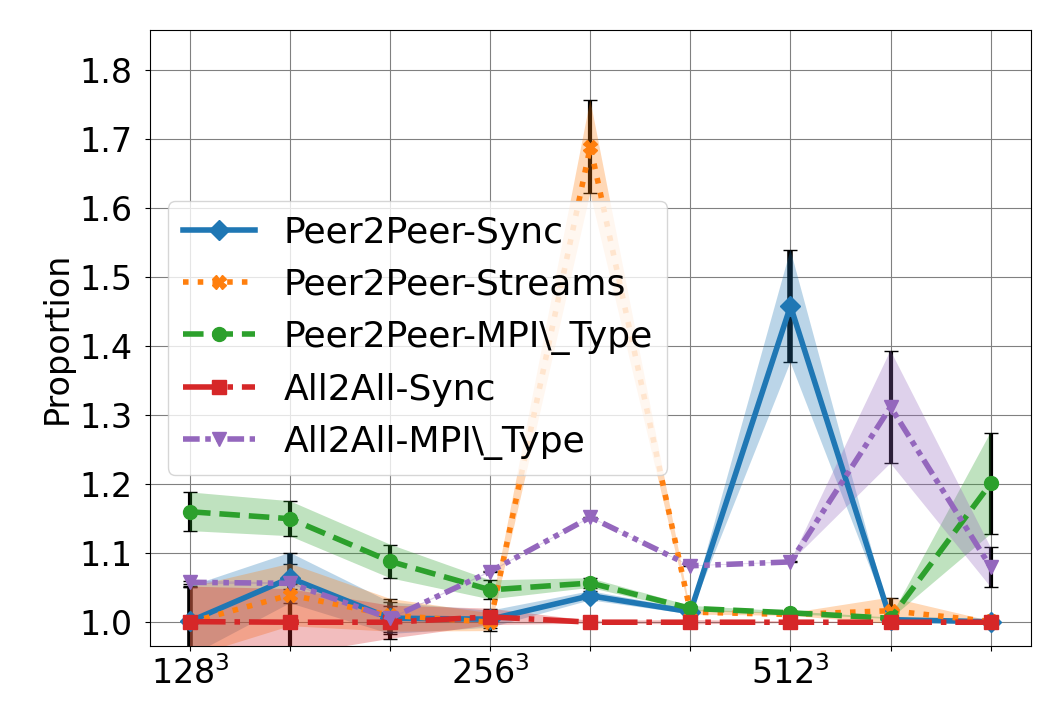 1.8
1.7
1.6
1.5
1.4
1.3
1.2
1.1
1.0
Proportion
Peer2Peer-Sync
Peer2Peer-Streams
Peer2Peer-MPI\_Type
All2All-Sync
All2All-MPI\_Type
128³ 256³ 512³